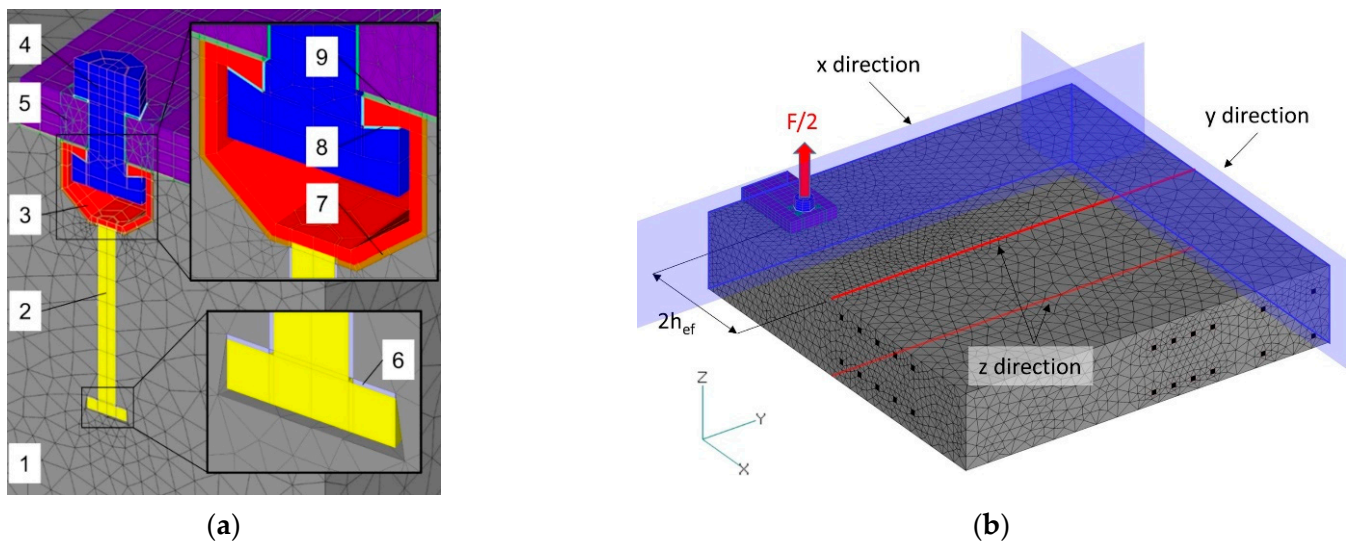 4
5
3
2
1
9
8
7
6
(a)
x direction
y direction
F/2
2hef
z direction
Z
Y
X
(b)